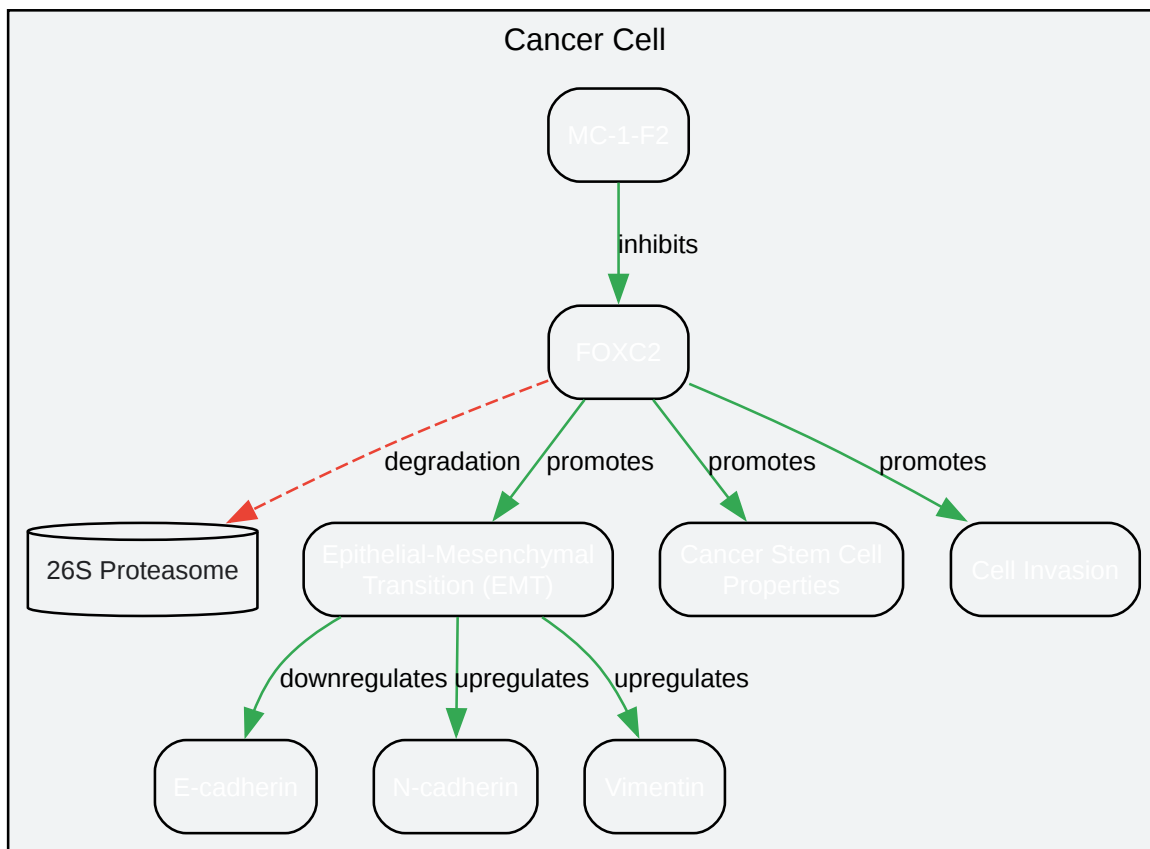 Cancer Cell
MC-1-F2
inhibits
FOXC2
degradation
promotes
promotes
promotes
26S Proteasome
Epithelial-Mesenchymal
Transition (EMT)
Cancer Stem Cell
Properties
Cell Invasion
downregulates
upregulates
upregulates
E-cadherin
N-cadherin
Vimentin